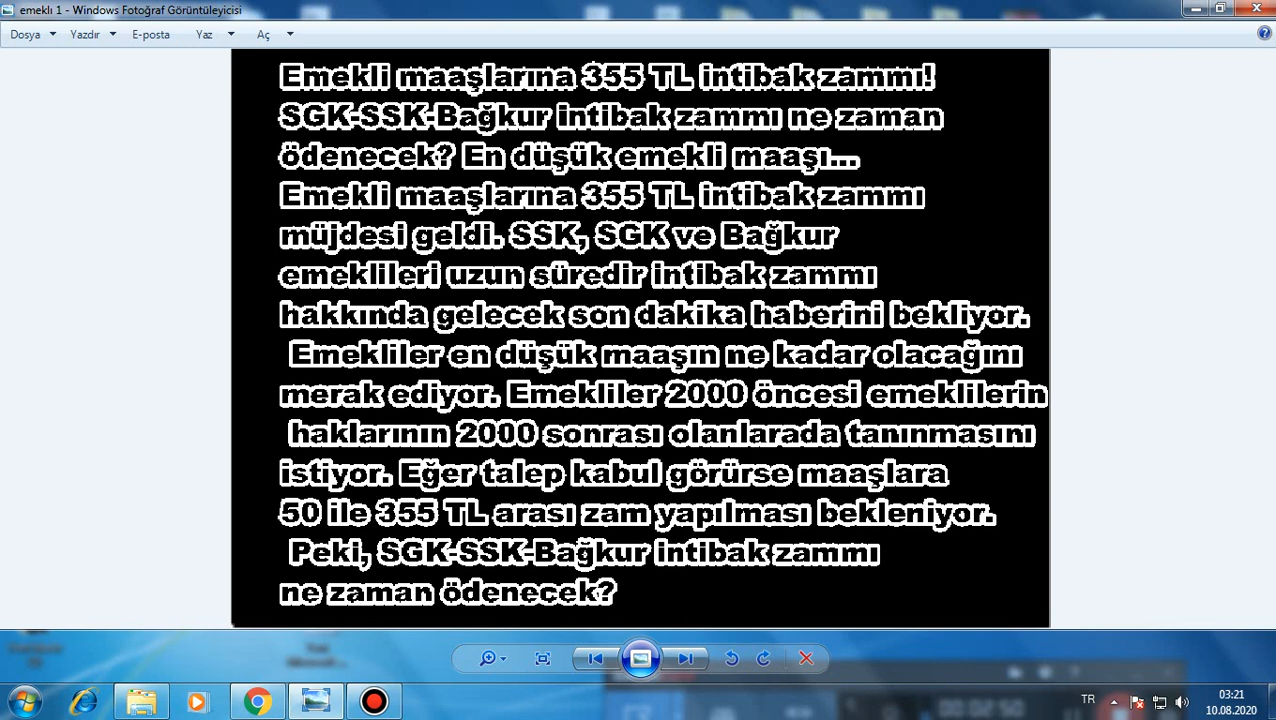 emekli 1 - Windows Fotoğraf Görüntüleyicisi
Dosya Yazdır E-posta Yaz Aç
Emekli maaşlarına 355 TL intibak zammı!
SGK-SSK-Bağkur intibak zammı ne zaman
ödenecek? En düşük emekli maaşı...
Emekli maaşlarına 355 TL intibak zammı
müjdesi geldi. SSK, SGK ve Bağkur
emeklileri uzun süredir intibak zammı
hakkında gelecek son dakika haberini bekliyor.
Emekliler en düşük maaşın ne kadar olacağını
merak ediyor. Emekliler 2000 öncesi emeklilerin
haklarının 2000 sonrası olanlarada tanınmasını
istiyor. Eğer talep kabul görürse maaşlara
50 ile 355 TL arası zam yapılması bekleniyor.
Peki, SGK-SSK-Bağkur intibak zammı
ne zaman ödenecek?
TR
03:21
10.08.2020